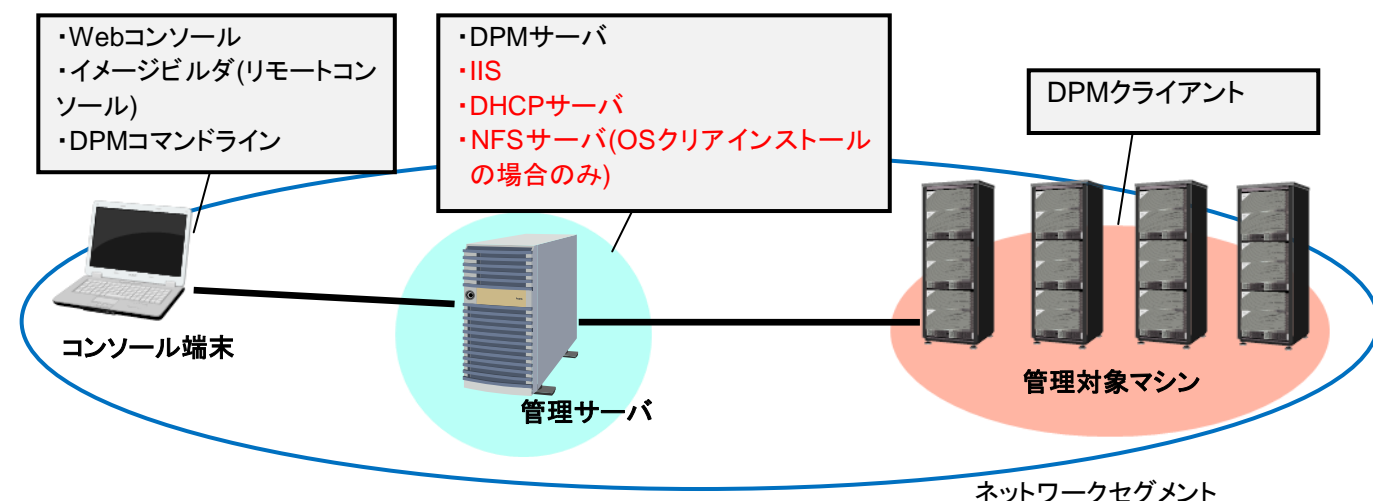 ・Webコンソール
・イメージビルダ(リモートコン
ソール)
・DPMコマンドライン
・DPMサーバ
・IIS
・DHCPサーバ
・NFSサーバ(OSクリアインストール
の場合のみ)
DPMクライアント
コンソール端末
管理サーバ
管理対象マシン
ネットワークセグメント